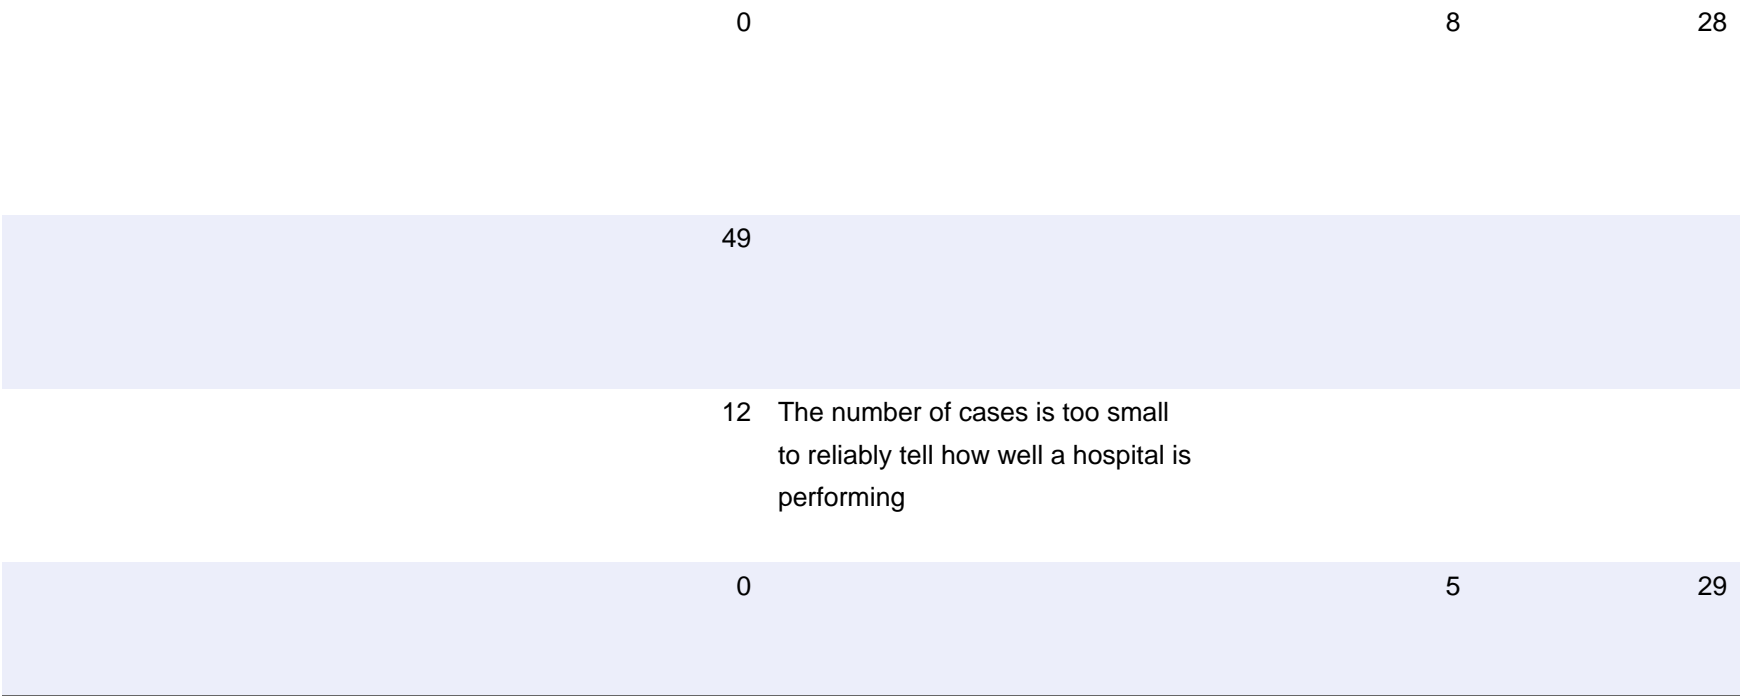 0 8 28
49
12 The number of cases is too small
to reliably tell how well a hospital is
performing
0 5 29